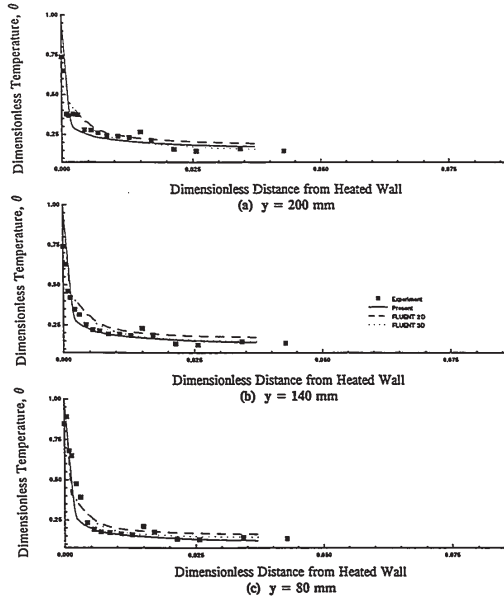 Dimensionless Temperature, θ
1.00
0.75
0.50
0.25
0.000
0.025
0.050
0.075
Dimensionless Distance from Heated Wall
(a) y = 200 mm
Dimensionless Temperature, θ
1.00
0.75
0.50
0.25
Experiment
Present
FLUENT 2D
FLUENT 3D
0.000
0.025
0.050
0.075
Dimensionless Distance from Heated Wall
(b) y = 140 mm
Dimensionless Temperature, θ
1.00
0.75
0.50
0.25
0.000
0.025
0.050
0.075
Dimensionless Distance from Heated Wall
(c) y = 80 mm